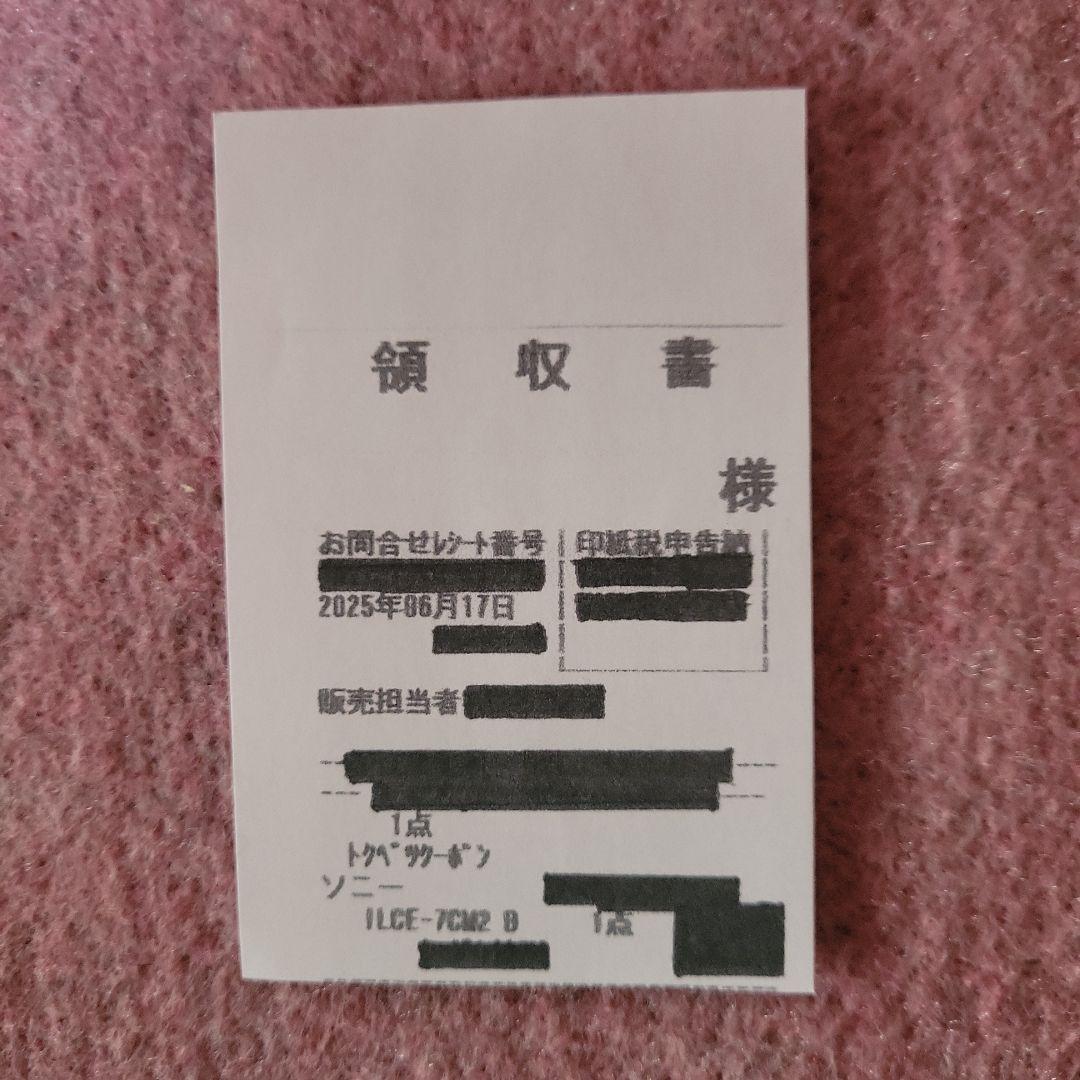 領 収 書
様
お問合せﾚｼｰﾄ番号
印紙税申告納
2025年06月17日
販売担当者
1点
ﾄｸﾍﾞﾂｸｰﾎﾟﾝ
ソニー
ILCE-7CM2 B 1点